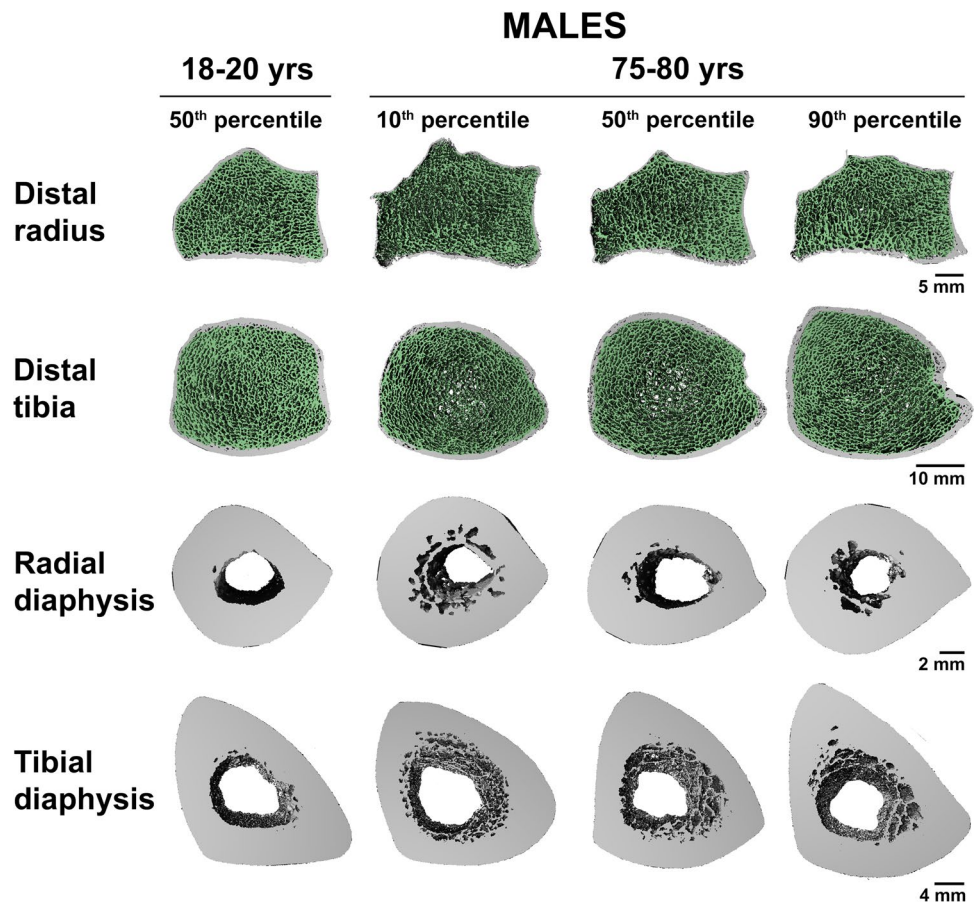 MALES
18-20 yrs
75-80 yrs
50th percentile
10th percentile
50th percentile
90th percentile
Distal
radius
5 mm
Distal
tibia
10 mm
Radial
diaphysis
2 mm
Tibial
diaphysis
4 mm